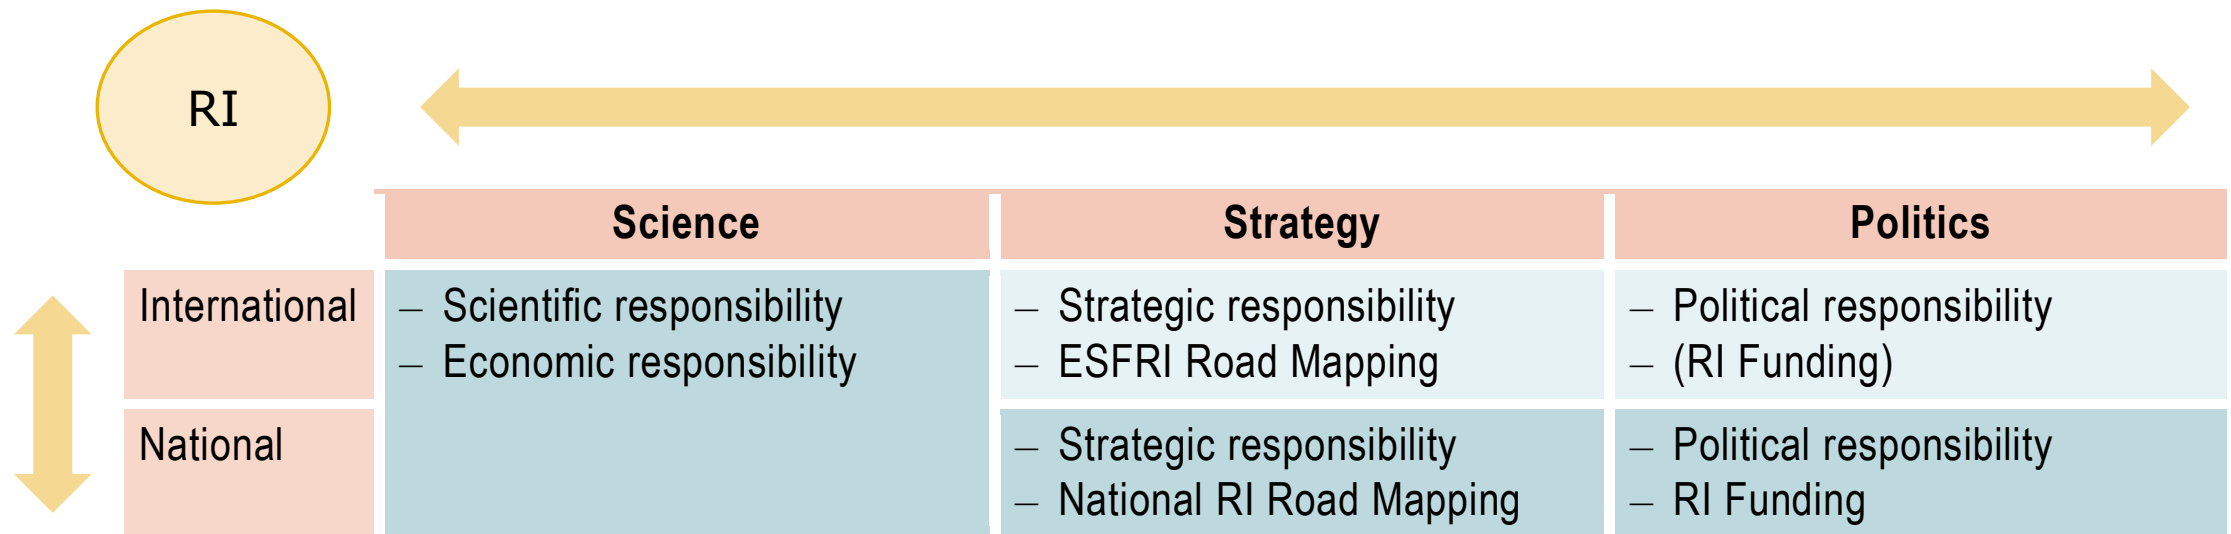 RI
Science
Strategy
Politics
International
– Scientific responsibility
– Economic responsibility
– Strategic responsibility
– ESFRI Road Mapping
– Political responsibility
– (RI Funding)
National
– Strategic responsibility
– National RI Road Mapping
– Political responsibility
– RI Funding